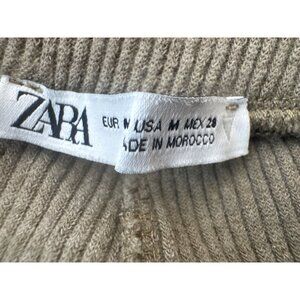 ZARA
EUR M USA M MEX 28
ADE IN MOROCCO